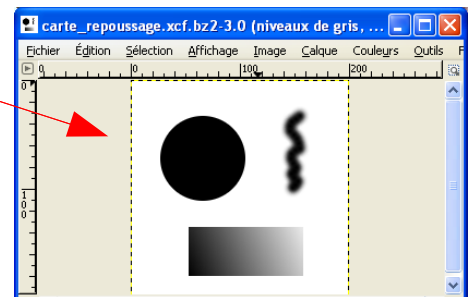 carte_repoussage.xcf.bz2-3.0 (niveaux de gris, ...
Fichier Édition Sélection Affichage Image Calque Couleurs Outils F
0 0 100 200
0
100